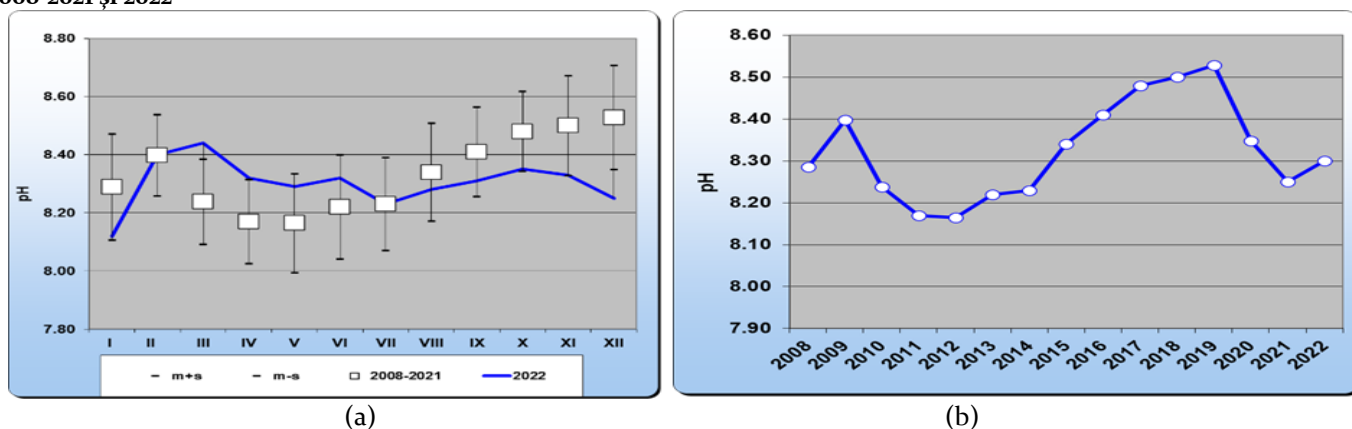 2008-2021 și 2022
8.80
8.60
8.40
8.20
8.00
7.80
pH
I II III IV V VI VII VIII IX X XI XII
m+s m-s 2008-2021 2022
(a)
8.60
8.50
8.40
8.30
8.20
8.10
8.00
7.90
pH
2008 2009 2010 2011 2012 2013 2014 2015 2016 2017 2018 2019 2020 2021 2022
(b)